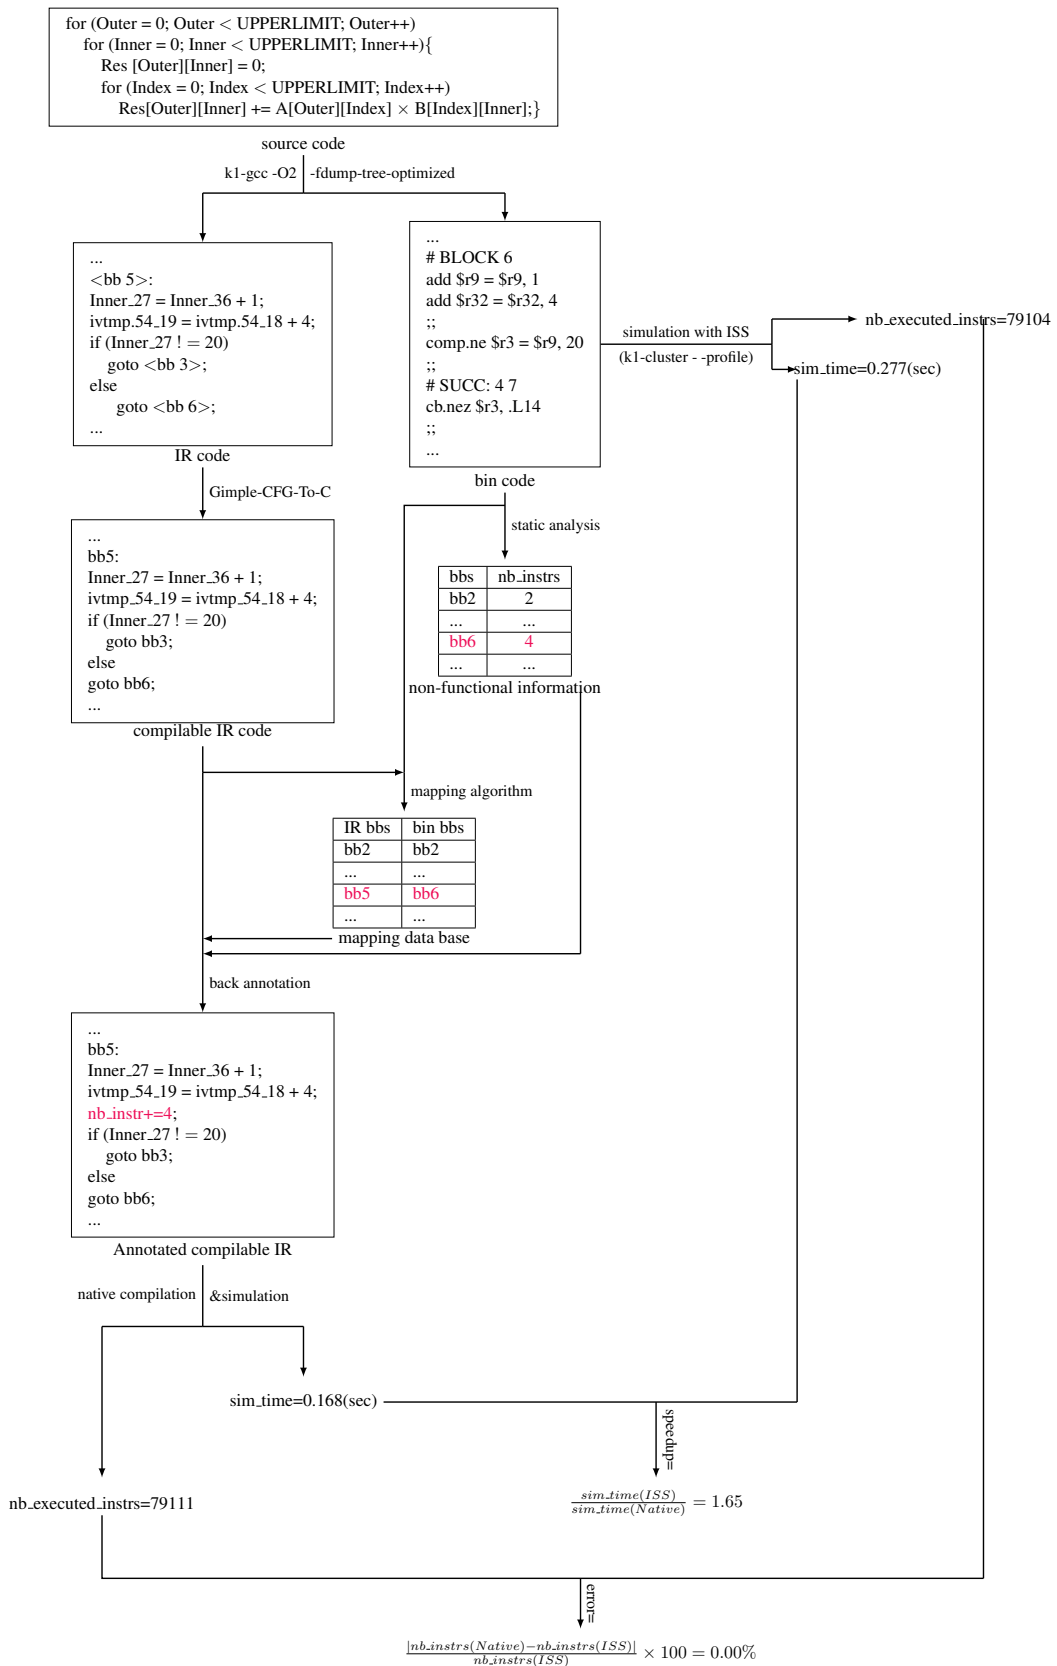 for (Outer = 0; Outer < UPPERLIMIT; Outer++)
for (Inner = 0; Inner < UPPERLIMIT; Inner++){
Res [Outer][Inner] = 0;
for (Index = 0; Index < UPPERLIMIT; Index++)
Res[Outer][Inner] += A[Outer][Index] × B[Index][Inner];}
source code
k1-gcc -O2 -fdump-tree-optimized
...
<bb 5>:
Inner_27 = Inner_36 + 1;
ivtmp.54_19 = ivtmp.54_18 + 4;
if (Inner_27 ! = 20)
goto <bb 3>;
else
goto <bb 6>;
...
IR code
...
# BLOCK 6
add $r9 = $r9, 1
add $r32 = $r32, 4
;;
comp.ne $r3 = $r9, 20
;;
# SUCC: 4 7
cb.nez $r3, .L14
;;
...
bin code
simulation with ISS
(k1-cluster - -profile)
nb_executed_instrs=79104
sim_time=0.277(sec)
Gimple-CFG-To-C
static analysis
...
bb5:
Inner_27 = Inner_36 + 1;
ivtmp_54_19 = ivtmp_54_18 + 4;
if (Inner_27 ! = 20)
goto bb3;
else
goto bb6;
...
compilable IR code
bbs nb_instrs
bb2 2
... ...
bb6 4
... ...
non-functional information
mapping algorithm
IR bbs bin bbs
bb2 bb2
... ...
bb5 bb6
... ...
mapping data base
back annotation
...
bb5:
Inner_27 = Inner_36 + 1;
ivtmp_54_19 = ivtmp_54_18 + 4;
nb_instr+=4;
if (Inner_27 ! = 20)
goto bb3;
else
goto bb6;
...
Annotated compilable IR
native compilation &simulation
sim_time=0.168(sec)
speedup=
nb_executed_instrs=79111
sim_time(ISS)
sim_time(Native) = 1.65
error=
|nb_instrs(Native)−nb_instrs(ISS)|
nb_instrs(ISS) × 100 = 0.00%